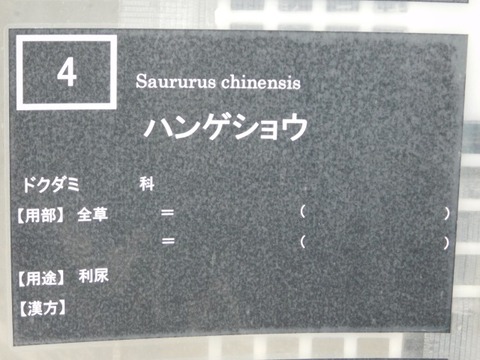 4
Saururus chinensis
ハンゲショウ
ドクダミ 科
【用部】 全草 = ( )
= ( )
【用途】 利尿
【漢方】